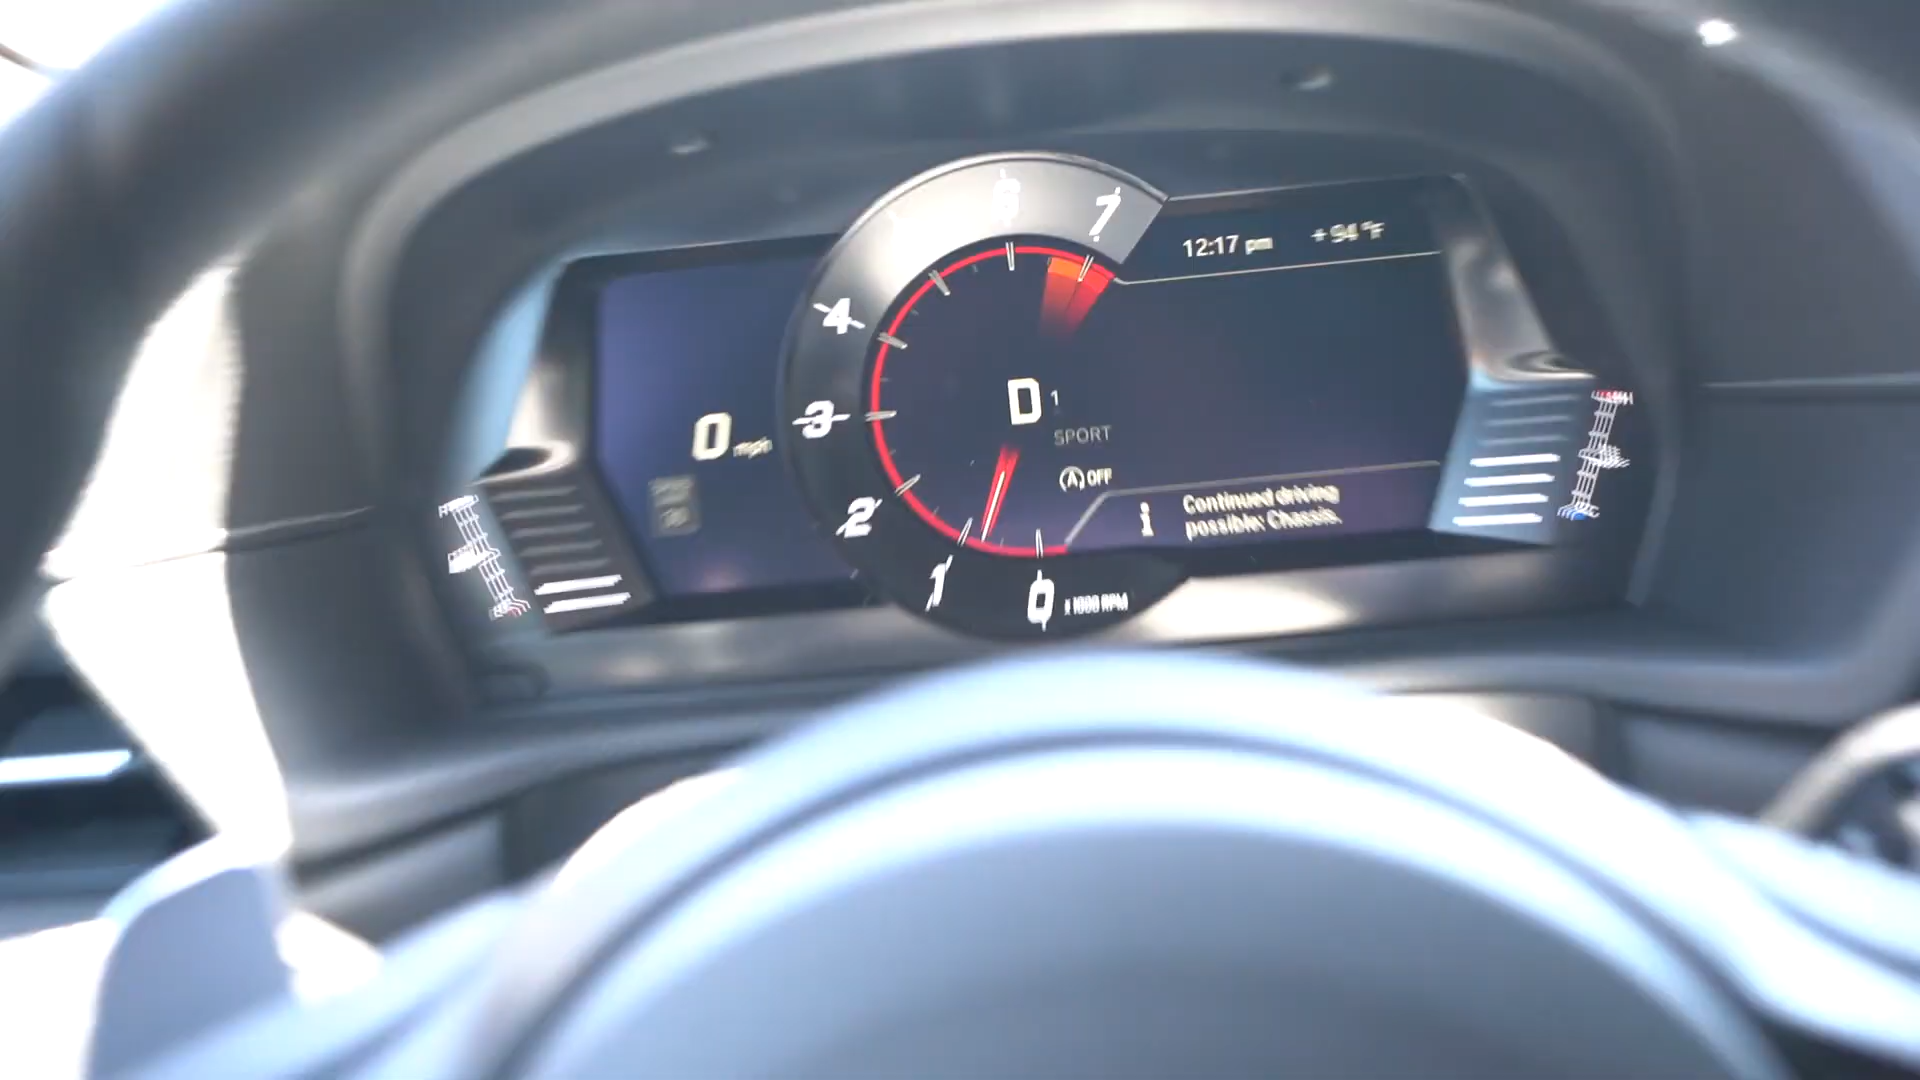 12:17 pm +94 °F
7
6
4
3
2
1
0
x1000 RPM
0 mph
D 1
SPORT
A OFF
i Continued driving
possible: Chassis.